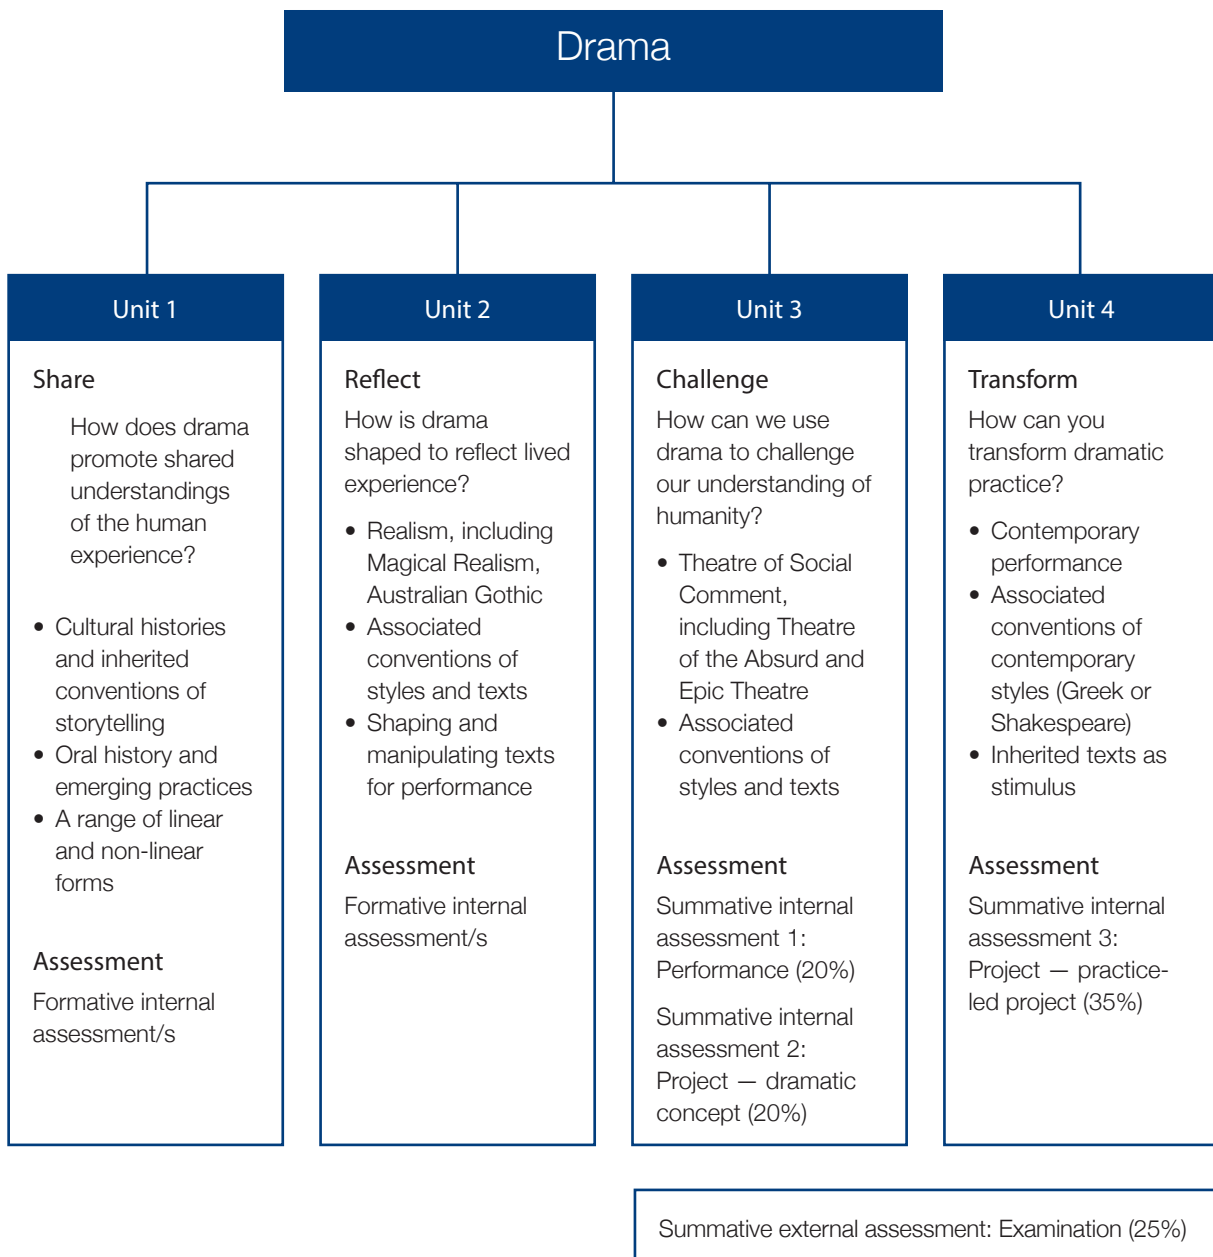 Drama
Unit 1
Share
How does drama
promote shared
understandings
of the human
experience?
• Cultural histories
and inherited
conventions of
storytelling
• Oral history and
emerging practices
• A range of linear
and non-linear
forms
Assessment
Formative internal
assessment/s
Unit 2
Reflect
How is drama
shaped to reflect lived
experience?
• Realism, including
Magical Realism,
Australian Gothic
• Associated
conventions of
styles and texts
• Shaping and
manipulating texts
for performance
Assessment
Formative internal
assessment/s
Unit 3
Challenge
How can we use
drama to challenge
our understanding of
humanity?
• Theatre of Social
Comment,
including Theatre
of the Absurd and
Epic Theatre
• Associated
conventions of
styles and texts
Assessment
Summative internal
assessment 1:
Performance (20%)
Summative internal
assessment 2:
Project — dramatic
concept (20%)
Unit 4
Transform
How can you
transform dramatic
practice?
• Contemporary
performance
• Associated
conventions of
contemporary
styles (Greek or
Shakespeare)
• Inherited texts as
stimulus
Assessment
Summative internal
assessment 3:
Project — practice-
led project (35%)
Summative external assessment: Examination (25%)